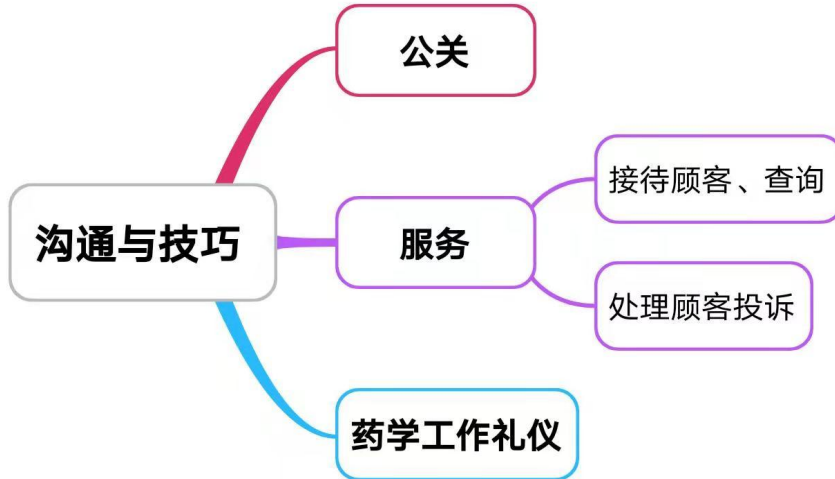 公关
接待顾客、查询
沟通与技巧
服务
处理顾客投诉
药学工作礼仪